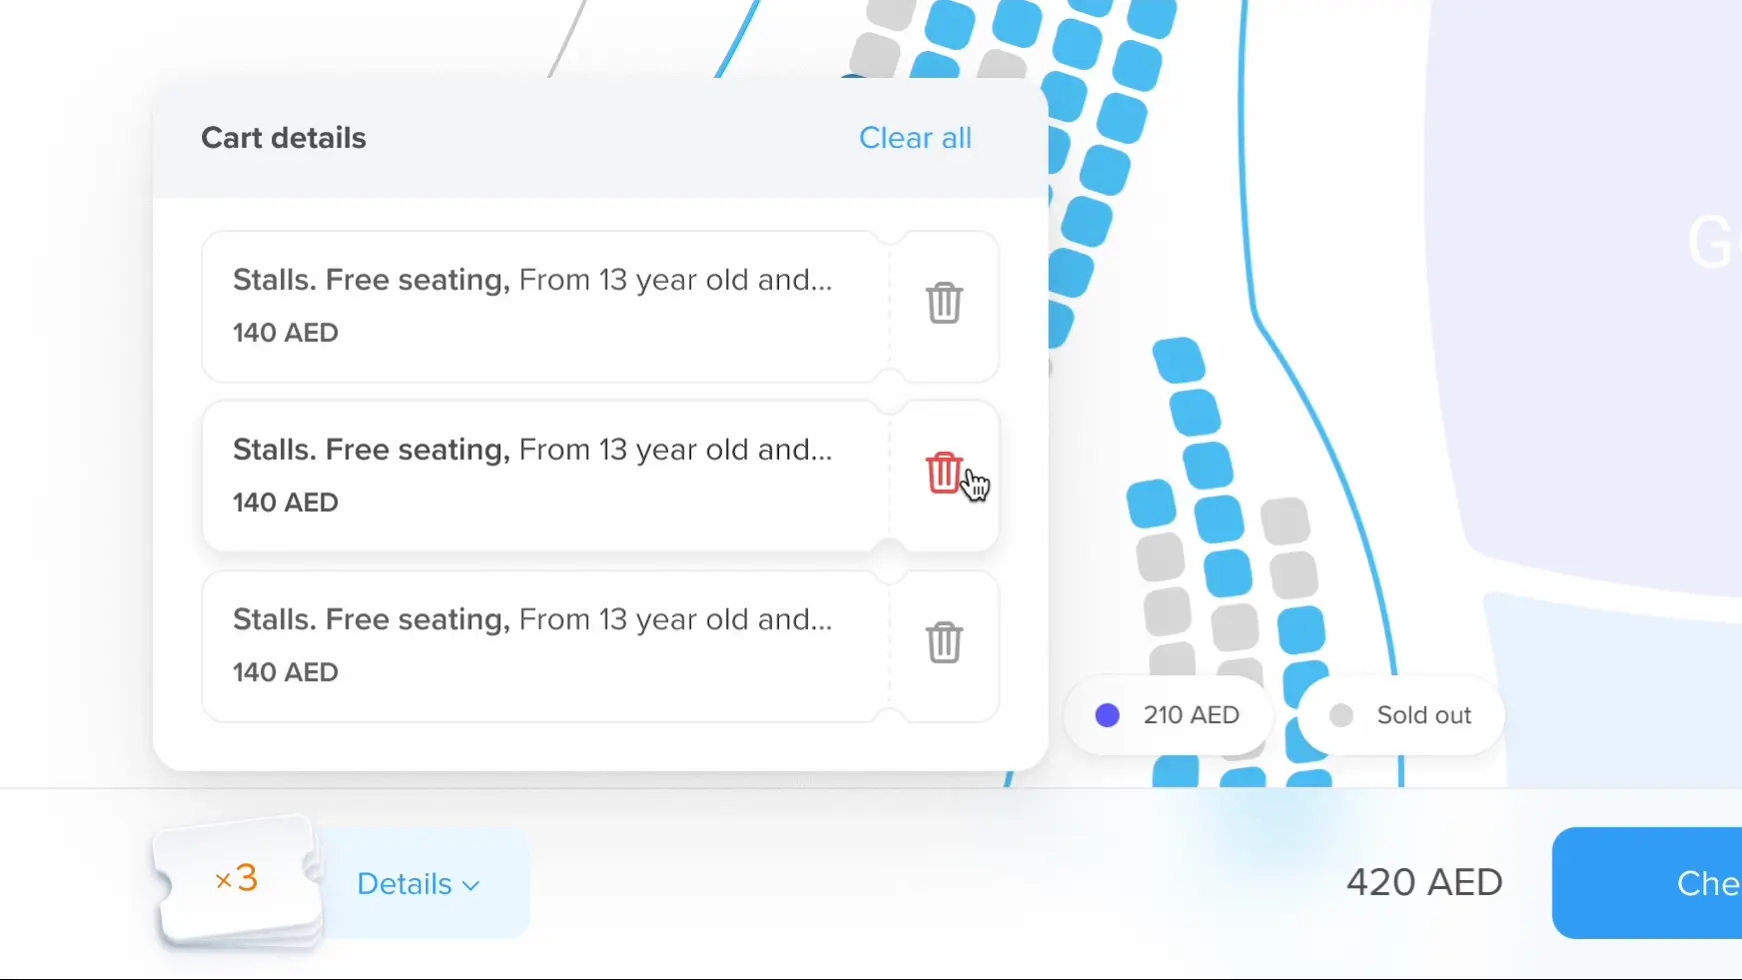 Cart details
Clear all
Stalls. Free seating, From 13 year old and...
140 AED
Stalls. Free seating, From 13 year old and...
140 AED
Stalls. Free seating, From 13 year old and...
140 AED
210 AED
Sold out
×3
Details
420 AED
Che